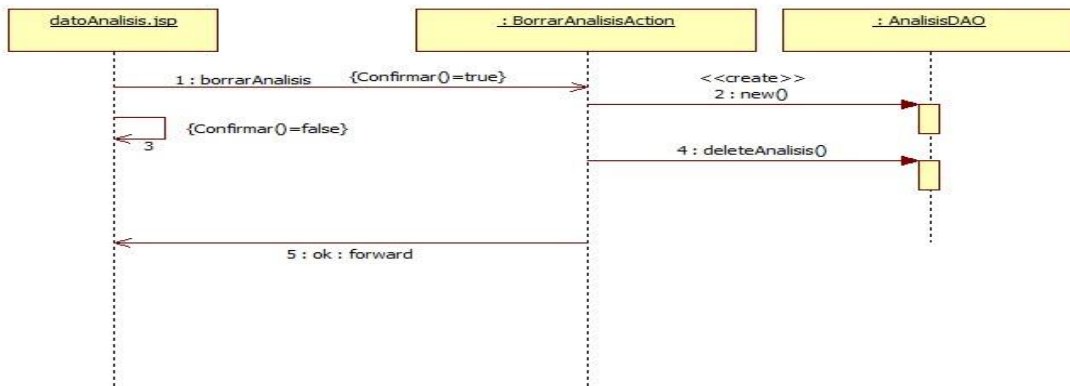 datoAnalisis.jsp
: BorrarAnalisisAction
: AnalisisDAO
1 : borrarAnalisis
{Confirmar()=true}
<<create>>
2 : new()
{Confirmar()=false}
3
4 : deleteAnalisis()
5 : ok : forward